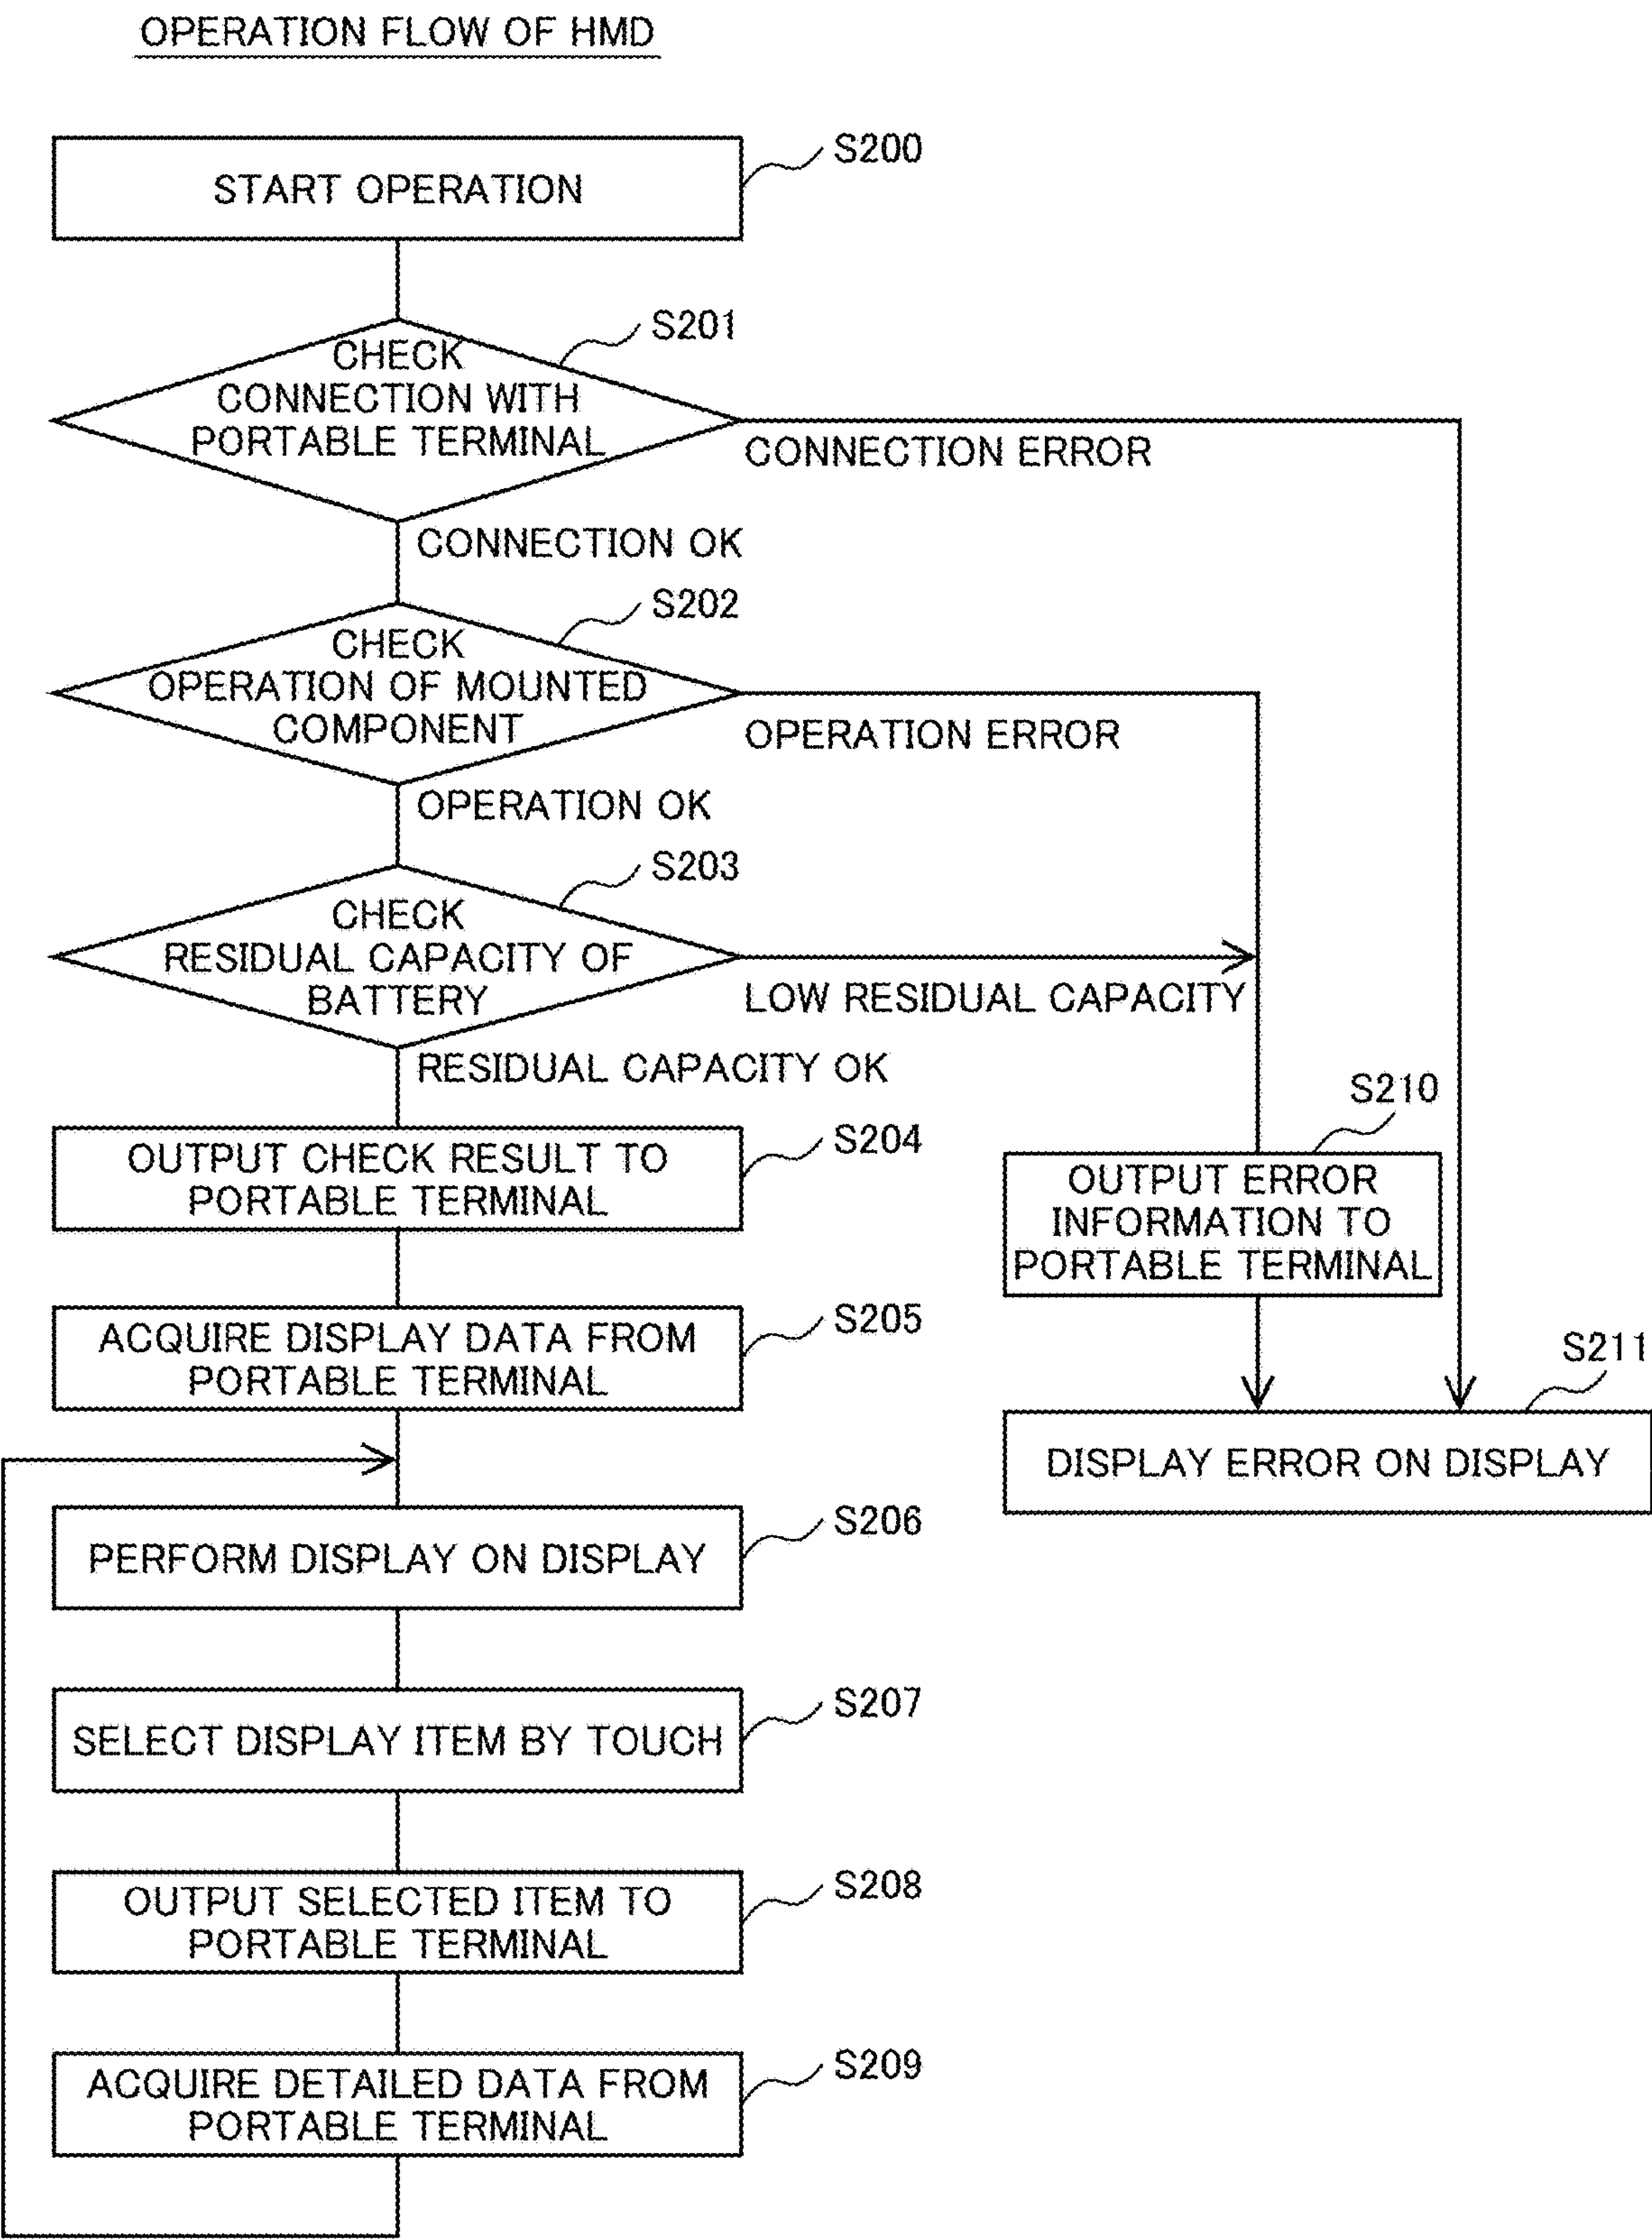 OPERATION FLOW OF HMD
START OPERATION
S200
CHECK
CONNECTION WITH
PORTABLE TERMINAL
S201
CONNECTION ERROR
CONNECTION OK
CHECK
OPERATION OF MOUNTED
COMPONENT
S202
OPERATION ERROR
OPERATION OK
CHECK
RESIDUAL CAPACITY OF
BATTERY
S203
LOW RESIDUAL CAPACITY
RESIDUAL CAPACITY OK
OUTPUT CHECK RESULT TO
PORTABLE TERMINAL
S204
OUTPUT ERROR
INFORMATION TO
PORTABLE TERMINAL
S210
ACQUIRE DISPLAY DATA FROM
PORTABLE TERMINAL
S205
DISPLAY ERROR ON DISPLAY
S211
PERFORM DISPLAY ON DISPLAY
S206
SELECT DISPLAY ITEM BY TOUCH
S207
OUTPUT SELECTED ITEM TO
PORTABLE TERMINAL
S208
ACQUIRE DETAILED DATA FROM
PORTABLE TERMINAL
S209